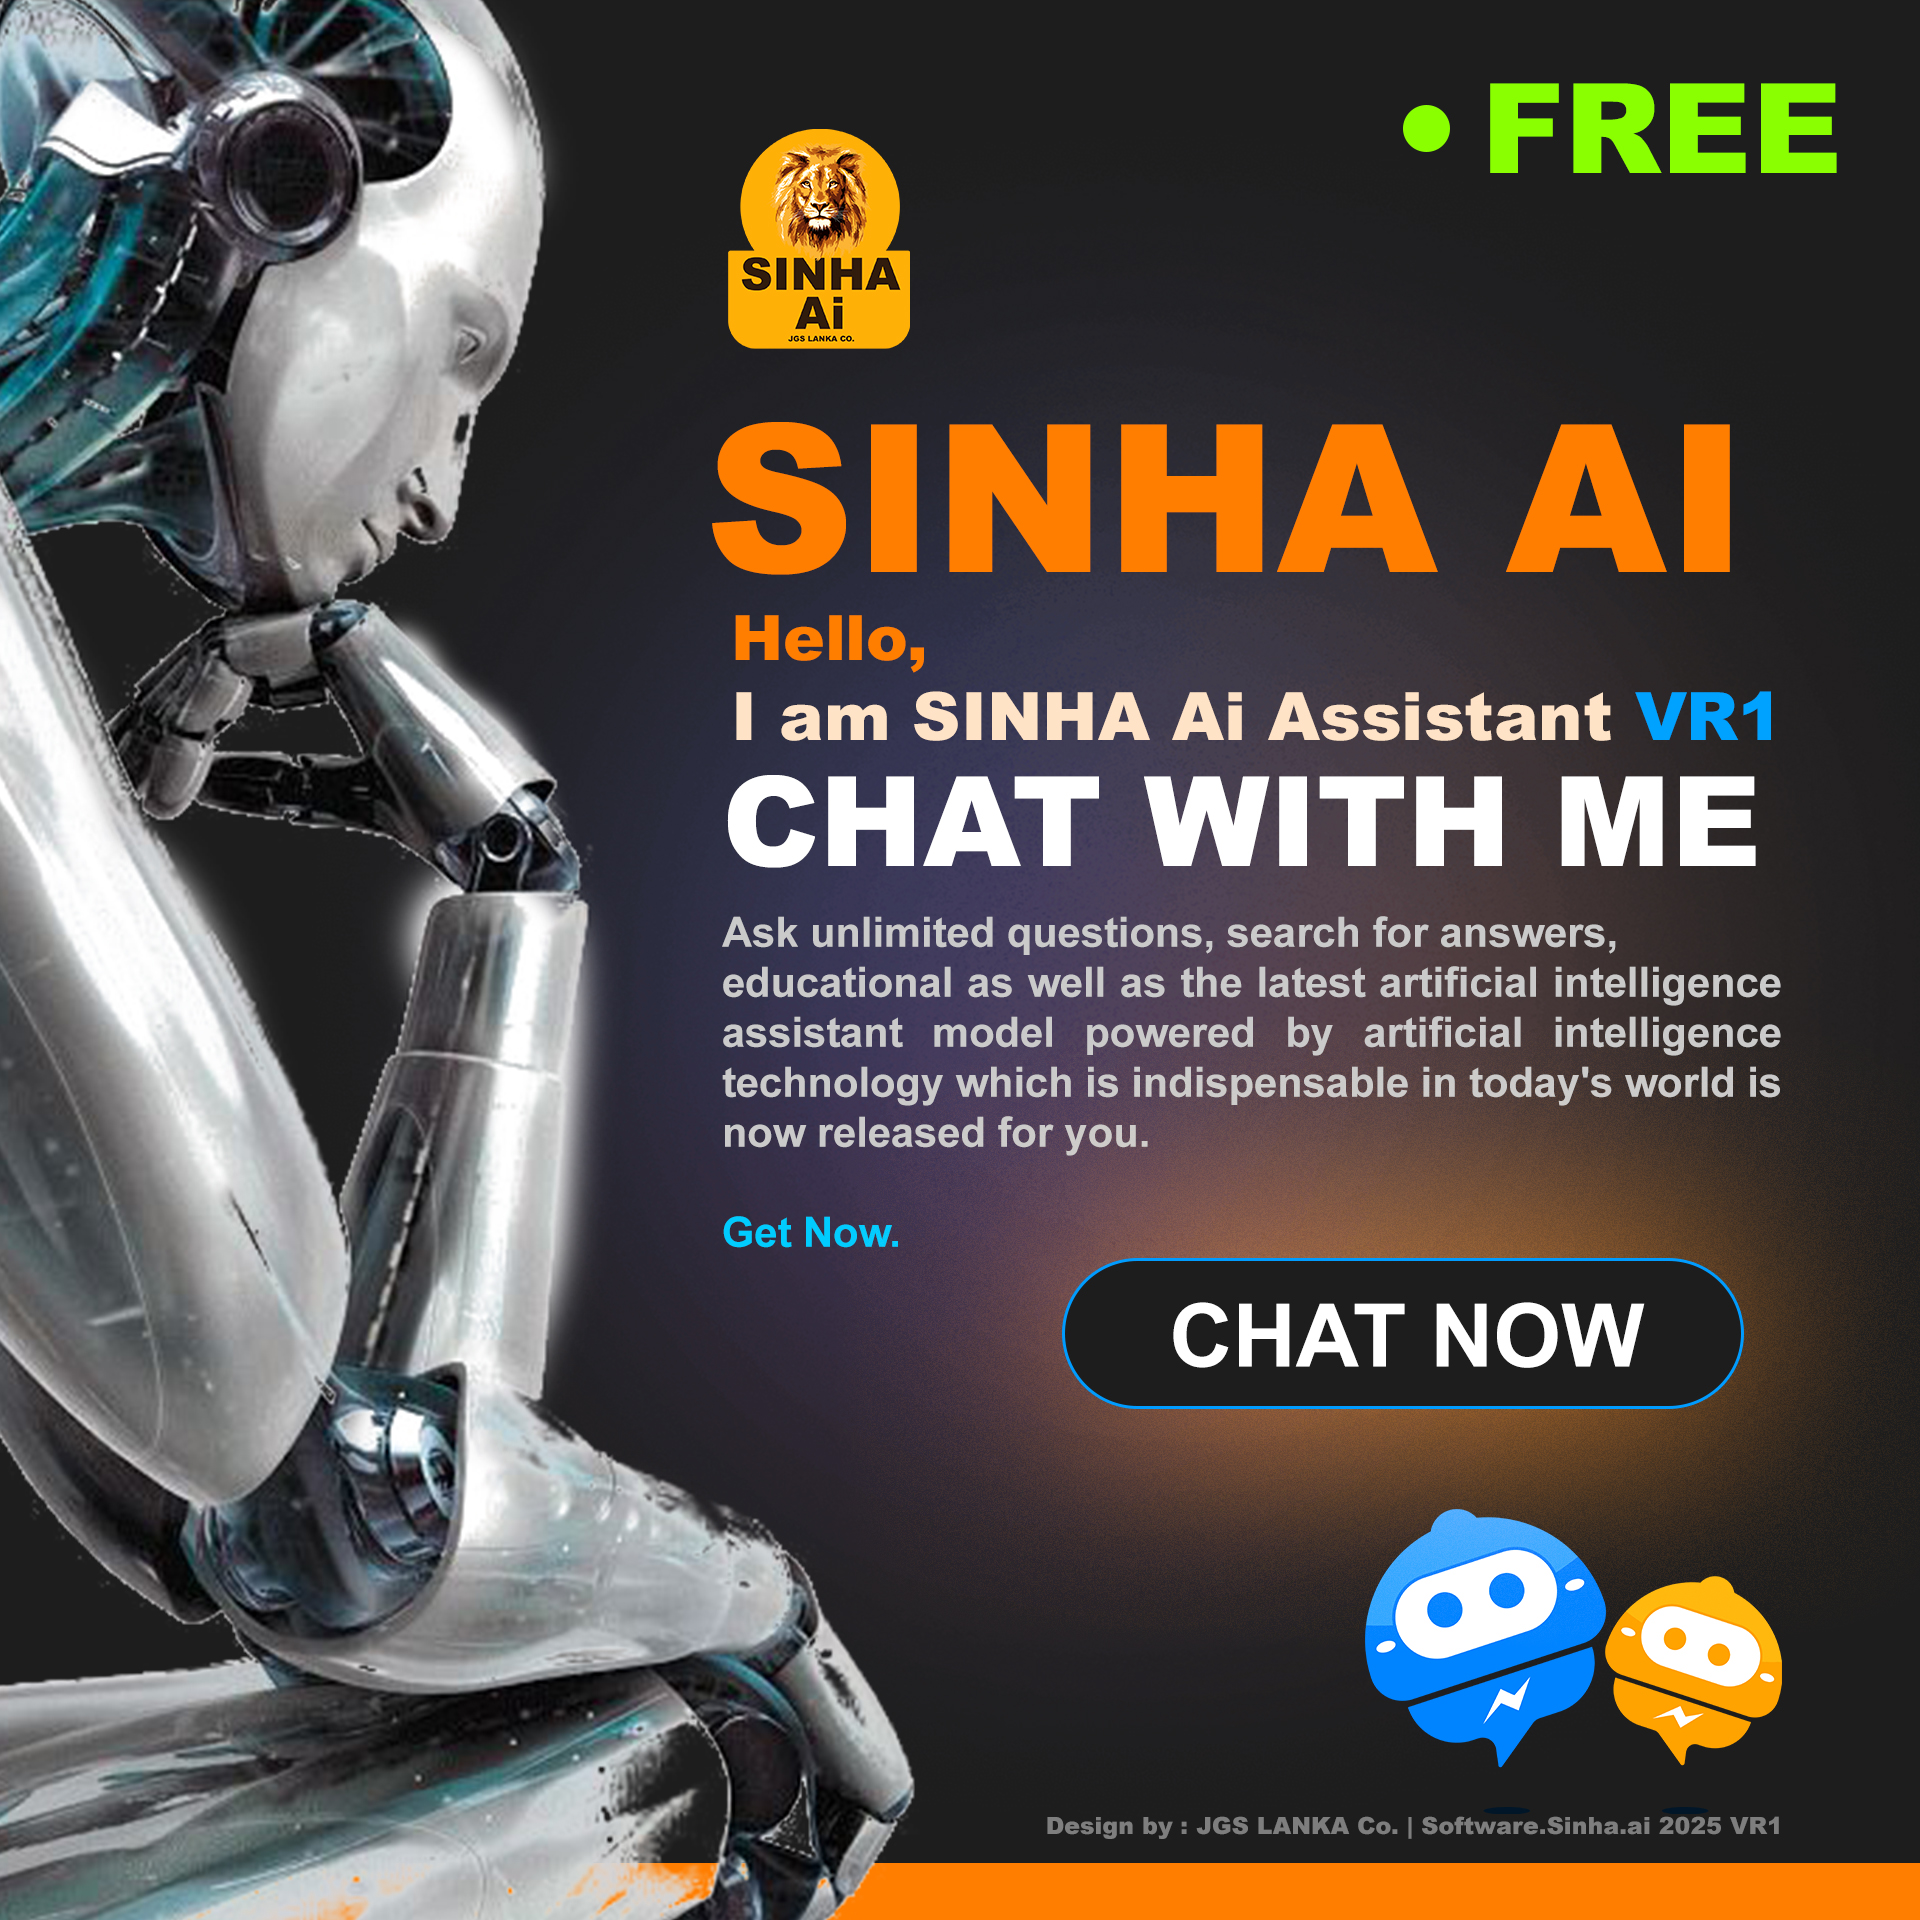 FREE
SINHA
Ai
JGS LANKA CO.
SINHA AI
Hello,
I am SINHA Ai Assistant VR1
CHAT WITH ME
Ask unlimited questions, search for answers,
educational as well as the latest artificial intelligence
assistant model powered by artificial intelligence
technology which is indispensable in today's world is
now released for you.
Get Now.
CHAT NOW
Design by : JGS LANKA Co. | Software.Sinha.ai 2025 VR1